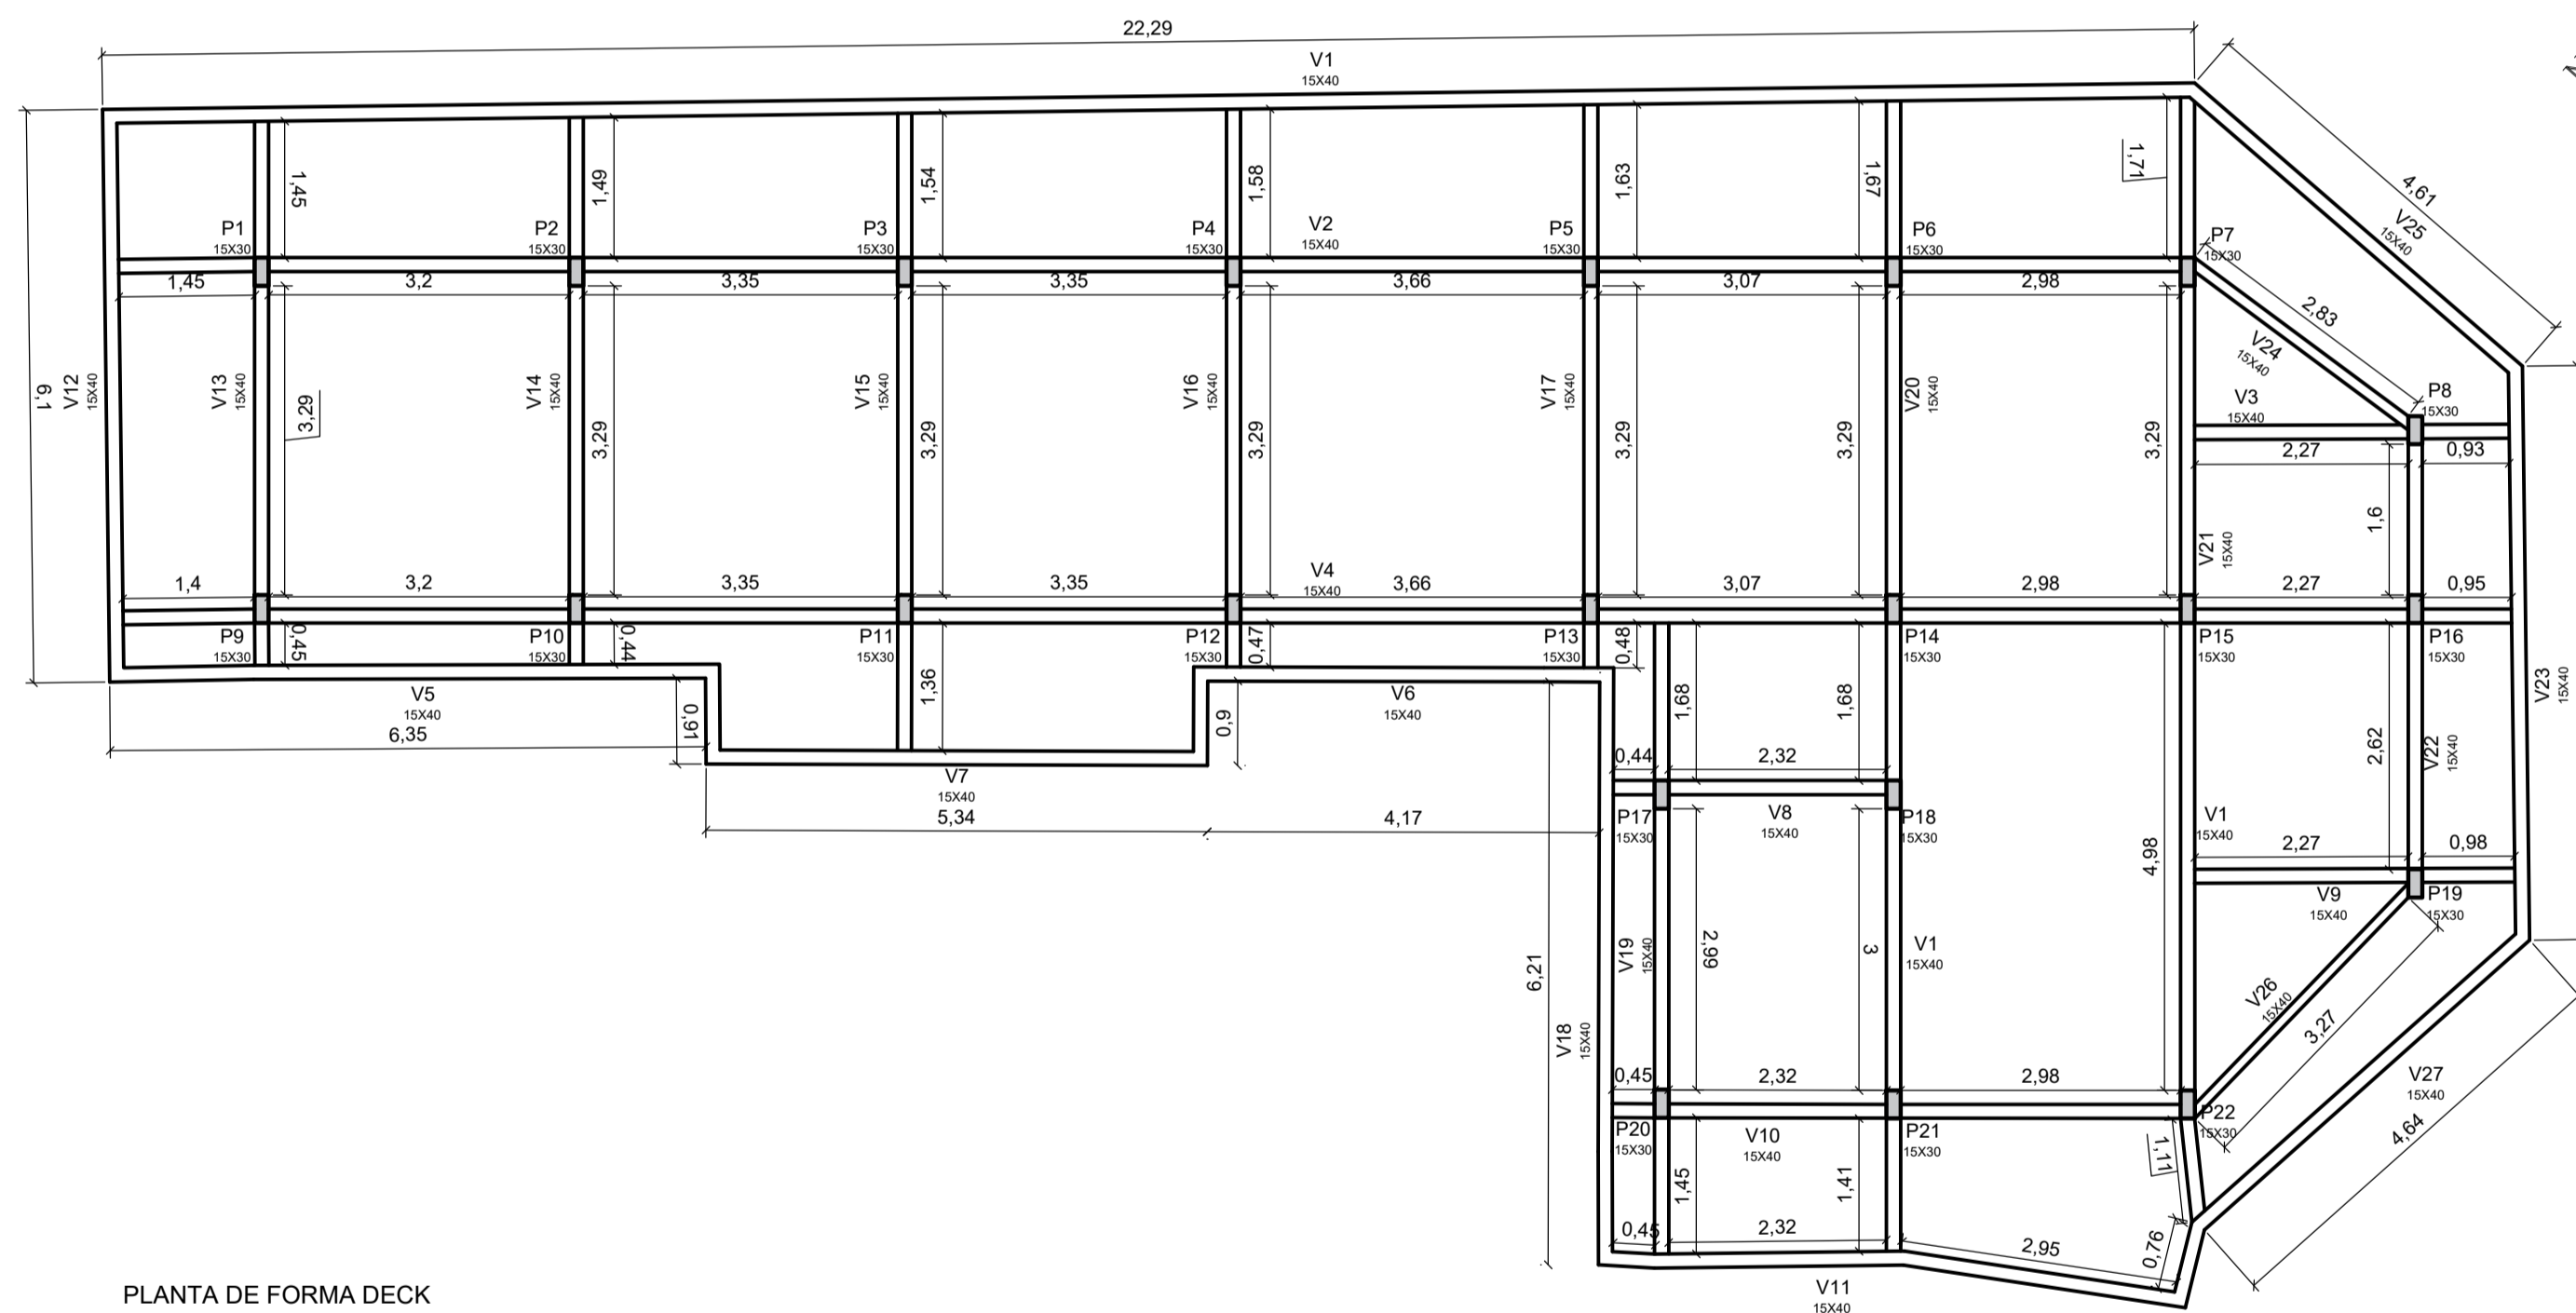 22,29
V1
15X40
4,61
V25
15X40
1,45
1,49
1,54
1,58
1,63
1,67
1,71
P1
15X30
P2
15X30
P3
15X30
P4
15X30
V2
15X40
P5
15X30
P6
15X30
P7
15X30
1,45
3,2
3,35
3,35
3,66
3,07
2,98
2,83
V24
15X40
6,1
V12
15X40
V13
15X40
3,29
V14
15X40
3,29
V15
15X40
3,29
V16
15X40
3,29
V17
15X40
3,29
3,29
V20
15X40
3,29
V3
15X40
P8
15X30
2,27
0,93
1,6
V21
15X40
1,4
3,2
3,35
3,35
V4
15X40
3,66
3,07
2,98
2,27
0,95
P9
15X30
0,45
P10
15X30
0,44
P11
15X30
1,36
P12
15X30
0,47
P13
15X30
0,48
P14
15X30
P15
15X30
P16
15X30
V23
15X40
V5
15X40
6,35
0,91
0,9
V6
15X40
1,68
1,68
2,62
V22
15X40
0,44
2,32
V7
15X40
5,34
4,17
P17
15X30
V8
15X40
P18
15X30
V1
15X40
2,27
0,98
4,98
V9
15X40
P19
15X30
6,21
V19
15X40
2,99
3
V1
15X40
V18
15X40
V26
15X40
3,27
0,45
2,32
2,98
V27
15X40
4,64
P20
15X30
V10
15X40
P21
15X30
P22
15X30
1,11
1,45
1,41
0,45
2,32
2,95
0,76
V11
15X40
PLANTA DE FORMA DECK